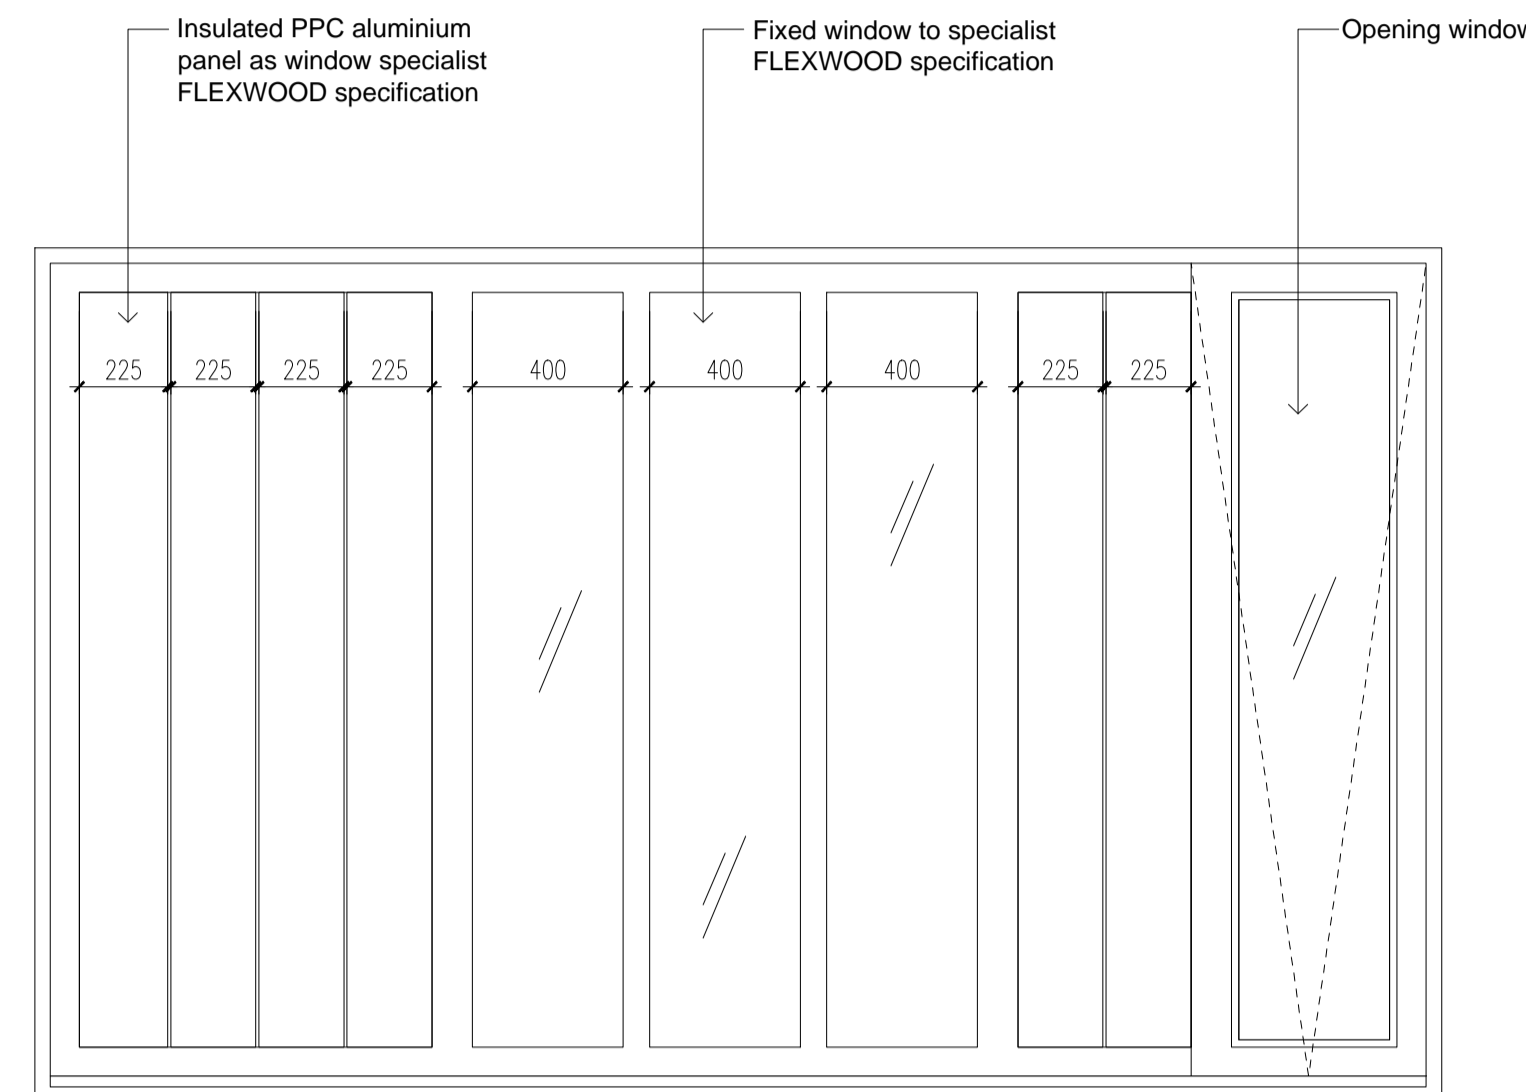 Insulated PPC aluminium
panel as window specialist
FLEXWOOD specification
Fixed window to specialist
FLEXWOOD specification
Opening window
225 225 225 225 400 400 400 225 225